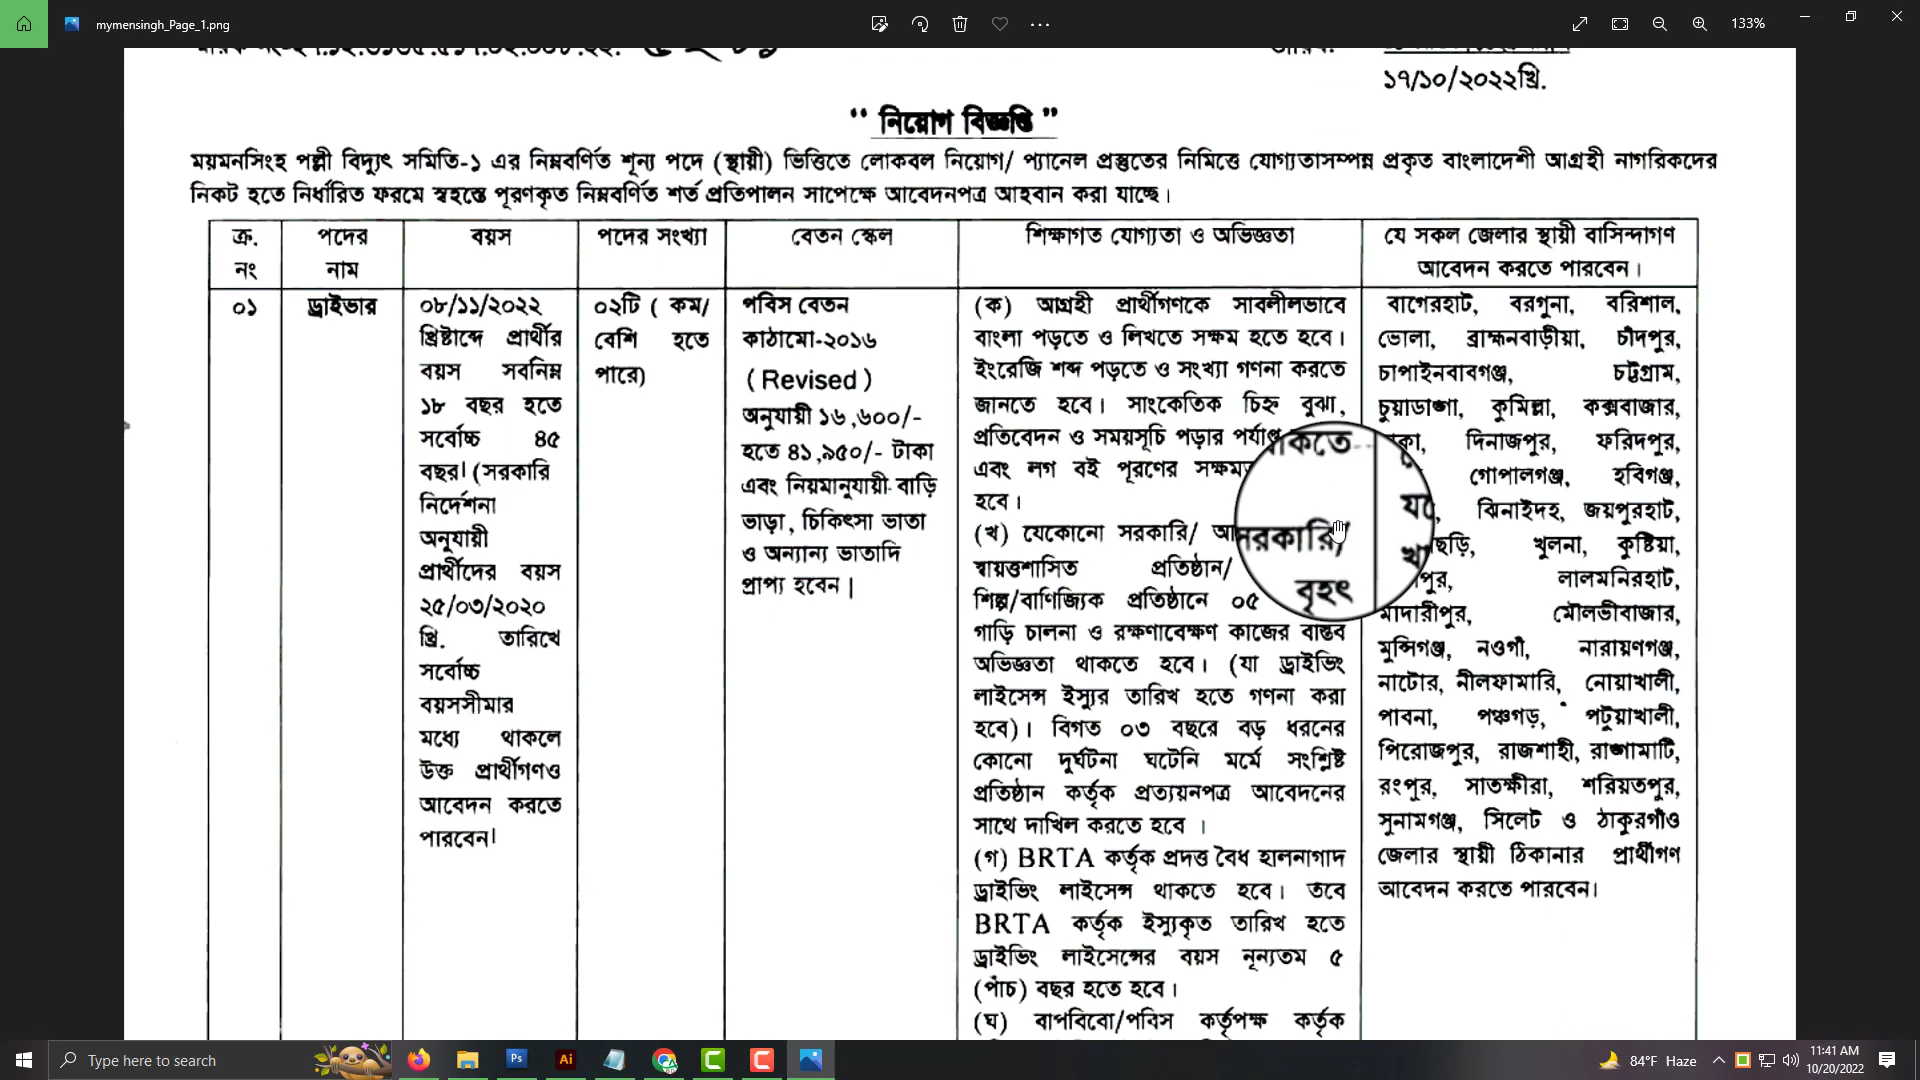 mymensingh_Page_1.png
133%
১৭/১০/২০২২খ্রি.
‘‘ নিয়োগ বিজ্ঞপ্তি ’’
ময়মনসিংহ পল্লী বিদ্যুৎ সমিতি-১ এর নিম্নবর্ণিত শূন্য পদে (স্থায়ী) ভিত্তিতে লোকবল নিয়োগ/ প্যানেল প্রস্তুতের নিমিত্তে যোগ্যতাসম্পন্ন প্রকৃত বাংলাদেশী আগ্রহী নাগরিকদের
নিকট হতে নির্ধারিত ফরমে স্বহস্তে পূরণকৃত নিম্নবর্ণিত শর্ত প্রতিপালন সাপেক্ষে আবেদনপত্র আহবান করা যাচ্ছে।
ক্র.
নং
পদের
নাম
বয়স
পদের সংখ্যা
বেতন স্কেল
শিক্ষাগত যোগ্যতা ও অভিজ্ঞতা
যে সকল জেলার স্থায়ী বাসিন্দাগণ
আবেদন করতে পারবেন।
০১
ড্রাইভার
০৮/১১/২০২২
খ্রিষ্টাব্দে প্রার্থীর
বয়স সর্বনিম্ন
১৮ বছর হতে
সর্বোচ্চ ৪৫
বছর। (সরকারি
নির্দেশনা
অনুযায়ী
প্রার্থীদের বয়স
২৫/০৩/২০২০
খ্রি. তারিখে
সর্বোচ্চ
বয়সসীমার
মধ্যে থাকলে
উক্ত প্রার্থীগণও
আবেদন করতে
পারবেন।
০২টি ( কম/
বেশি হতে
পারে)
পবিস বেতন
কাঠামো-২০১৬
(Revised)
অনুযায়ী ১৬,৬০০/-
হতে ৪১,৯৫০/- টাকা
এবং নিয়মানুযায়ী বাড়ি
ভাড়া, চিকিৎসা ভাতা
ও অন্যান্য ভাতাদি
প্রাপ্য হবেন |
(ক) আগ্রহী প্রার্থীগণকে সাবলীলভাবে
বাংলা পড়তে ও লিখতে সক্ষম হতে হবে।
ইংরেজি শব্দ পড়তে ও সংখ্যা গণনা করতে
জানতে হবে। সাংকেতিক চিহ্ন বুঝা,
প্রতিবেদন ও সময়সূচি পড়ার পর্যাপ্ত
এবং লগ বই পূরণের
হবে।
(খ) যেকোনো সরকারি/ সরকারি/
স্বায়ত্তশাসিত প্রতিষ্ঠান/ বৃহৎ
শিল্প/বাণিজ্যিক প্রতিষ্ঠানে ০৫
গাড়ি চালনা ও রক্ষণাবেক্ষণ কাজের বাস্তব
অভিজ্ঞতা থাকতে হবে। (যা ড্রাইভিং
লাইসেন্স ইস্যুর তারিখ হতে গণনা করা
হবে)। বিগত ০৩ বছরে বড় ধরনের
কোনো দুর্ঘটনা ঘটেনি মর্মে সংশ্লিষ্ট
প্রতিষ্ঠান কর্তৃক প্রত্যয়নপত্র আবেদনের
সাথে দাখিল করতে হবে ।
(গ) BRTA কর্তৃক প্রদত্ত বৈধ হালনাগাদ
ড্রাইভিং লাইসেন্স থাকতে হবে। তবে
BRTA কর্তৃক ইস্যুকৃত তারিখ হতে
ড্রাইভিং লাইসেন্সের বয়স নূন্যতম ৫
(পাঁচ) বছর হতে হবে।
(ঘ) বাপবিবো/পবিস কর্তৃপক্ষ কর্তৃক
বাগেরহাট, বরগুনা, বরিশাল,
ভোলা, ব্রাহ্মনবাড়ীয়া, চাঁদপুর,
চাপাইনবাবগঞ্জ, চট্টগ্রাম,
চুয়াডাঙ্গা, কুমিল্লা, কক্সবাজার,
দিনাজপুর, ফরিদপুর,
গোপালগঞ্জ, হবিগঞ্জ,
ঝিনাইদহ, জয়পুরহাট,
খুলনা, কুষ্টিয়া,
লালমনিরহাট,
মাদারীপুর, মৌলভীবাজার,
মুন্সিগঞ্জ, নওগাঁ, নারায়ণগঞ্জ,
নাটোর, নীলফামারি, নোয়াখালী,
পাবনা, পঞ্চগড়, পটুয়াখালী,
পিরোজপুর, রাজশাহী, রাঙ্গামাটি,
রংপুর, সাতক্ষীরা, শরিয়তপুর,
সুনামগঞ্জ, সিলেট ও ঠাকুরগাঁও
জেলার স্থায়ী ঠিকানার প্রার্থীগণ
আবেদন করতে পারবেন।
Type here to search
Ps
Ai
84°F Haze
11:41 AM
10/20/2022